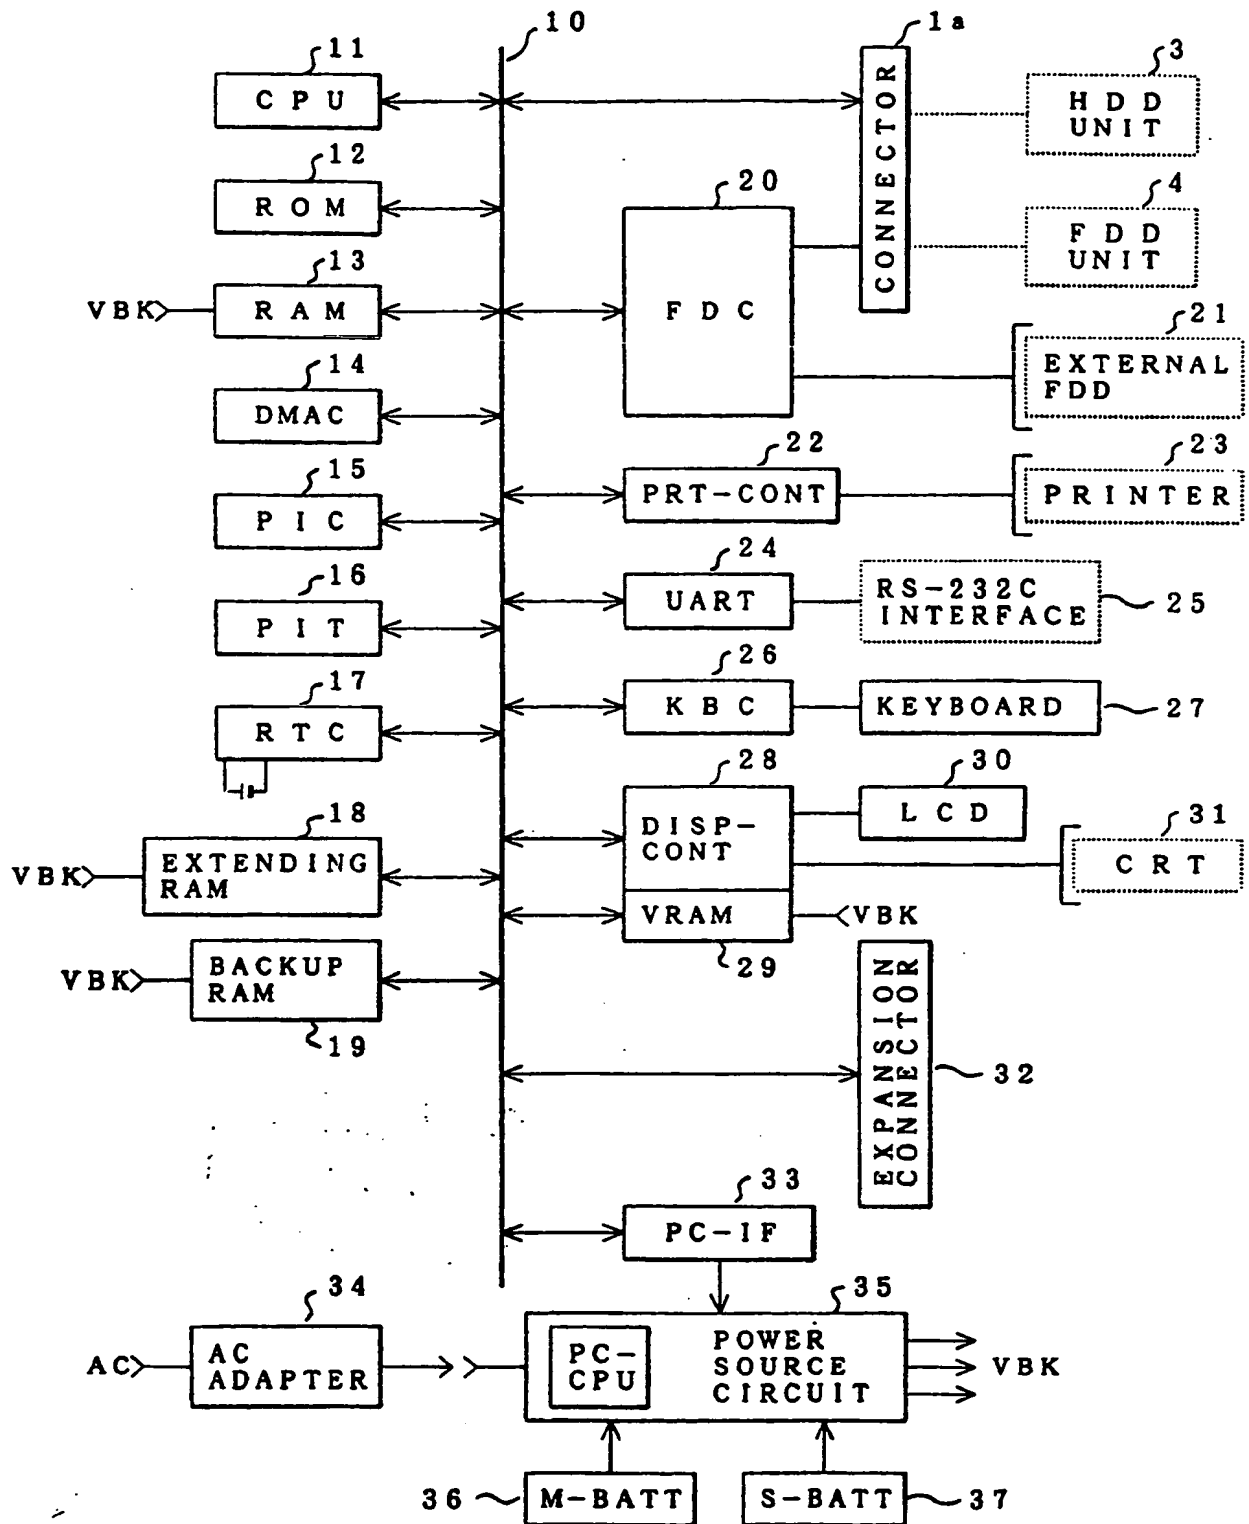 10
1a
11
CPU
3
HDD
UNIT
12
ROM
20
FDC
CONNECTOR
4
FDD
UNIT
13
VBK
RAM
21
EXTERNAL
FDD
14
DMAC
22
PRT-CONT
23
PRINTER
15
PIC
24
UART
RS-232C
INTERFACE
25
16
PIT
26
KBC
KEYBOARD
27
17
RTC
28
DISP-
CONT
30
LCD
31
CRT
18
VBK
EXTENDING
RAM
VRAM
VBK
29
VBK
BACKUP
RAM
19
EXPANSION
CONNECTOR
32
33
PC-IF
34
AC
AC
ADAPTER
35
PC-
CPU
POWER
SOURCE
CIRCUIT
VBK
36
M-BATT
S-BATT
37